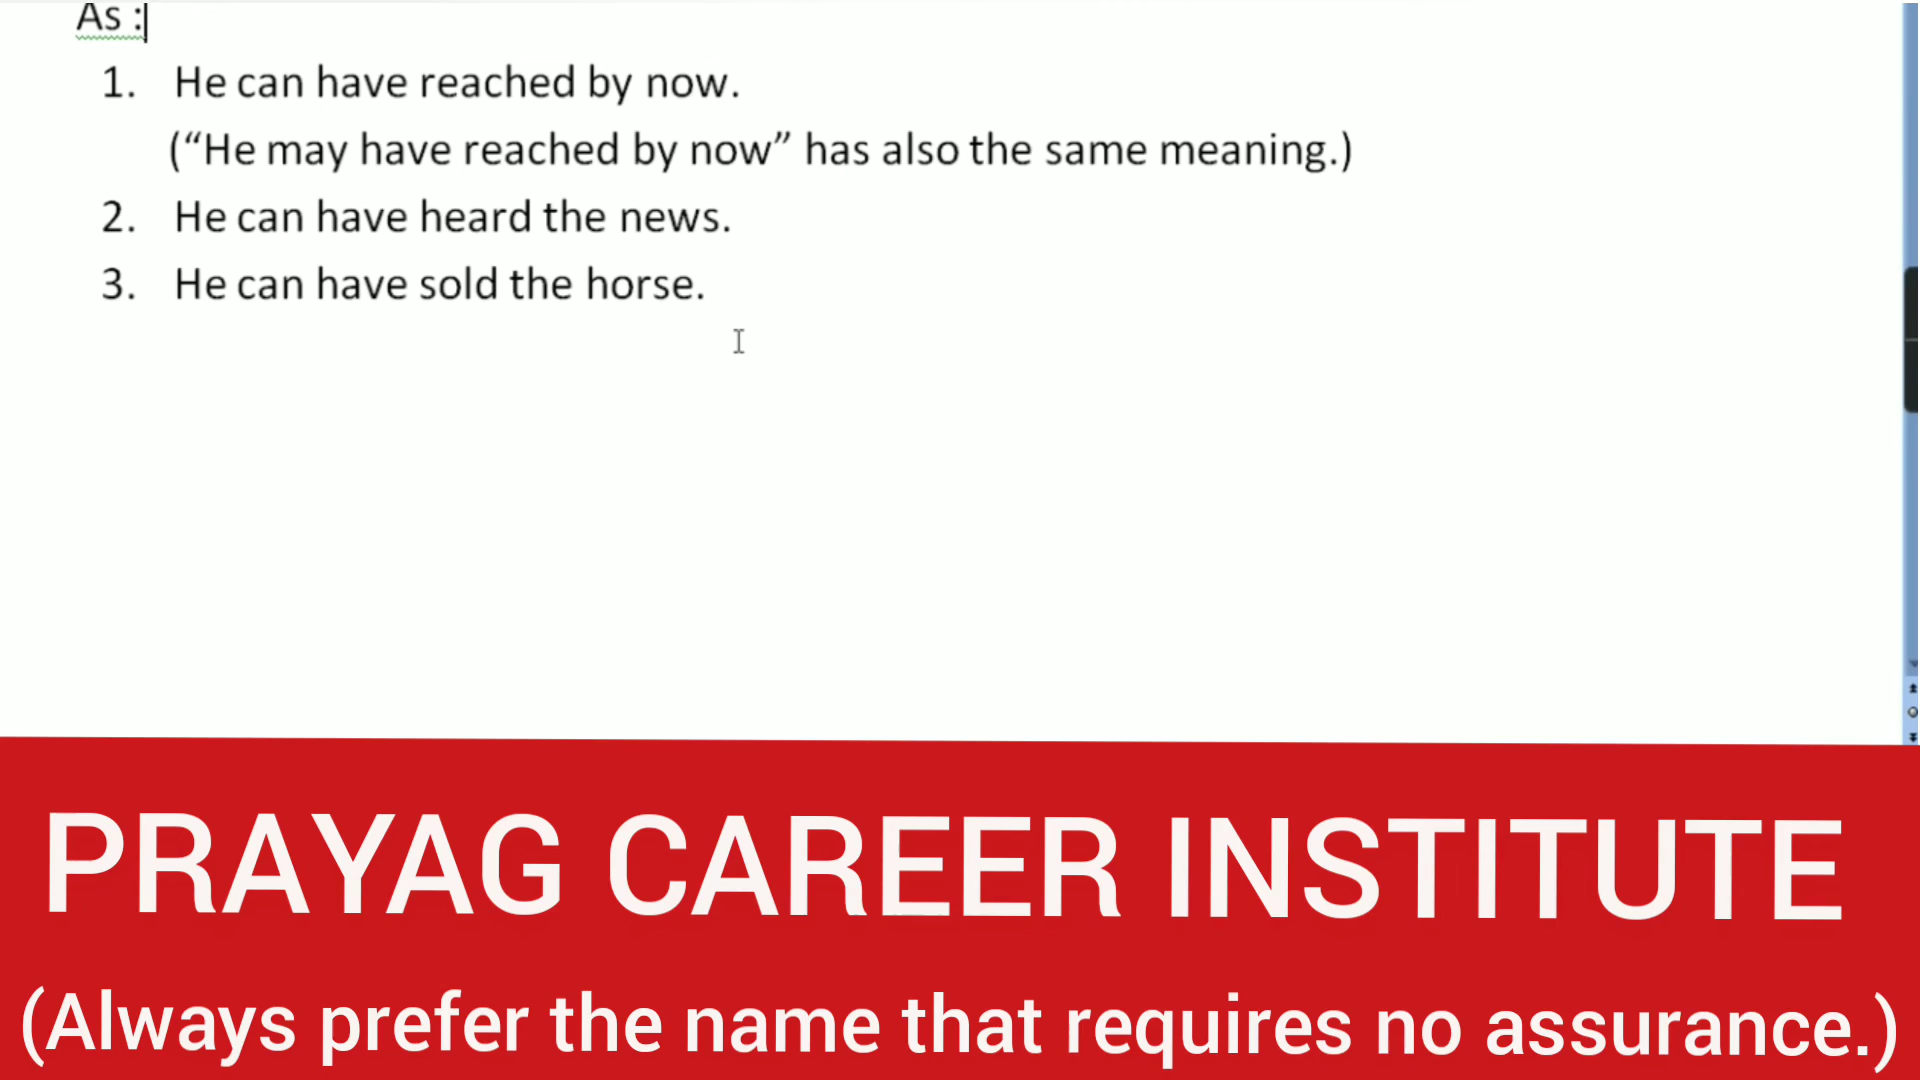 As :
1. He can have reached by now.
(“He may have reached by now” has also the same meaning.)
2. He can have heard the news.
3. He can have sold the horse.
PRAYAG CAREER INSTITUTE
(Always prefer the name that requires no assurance.)